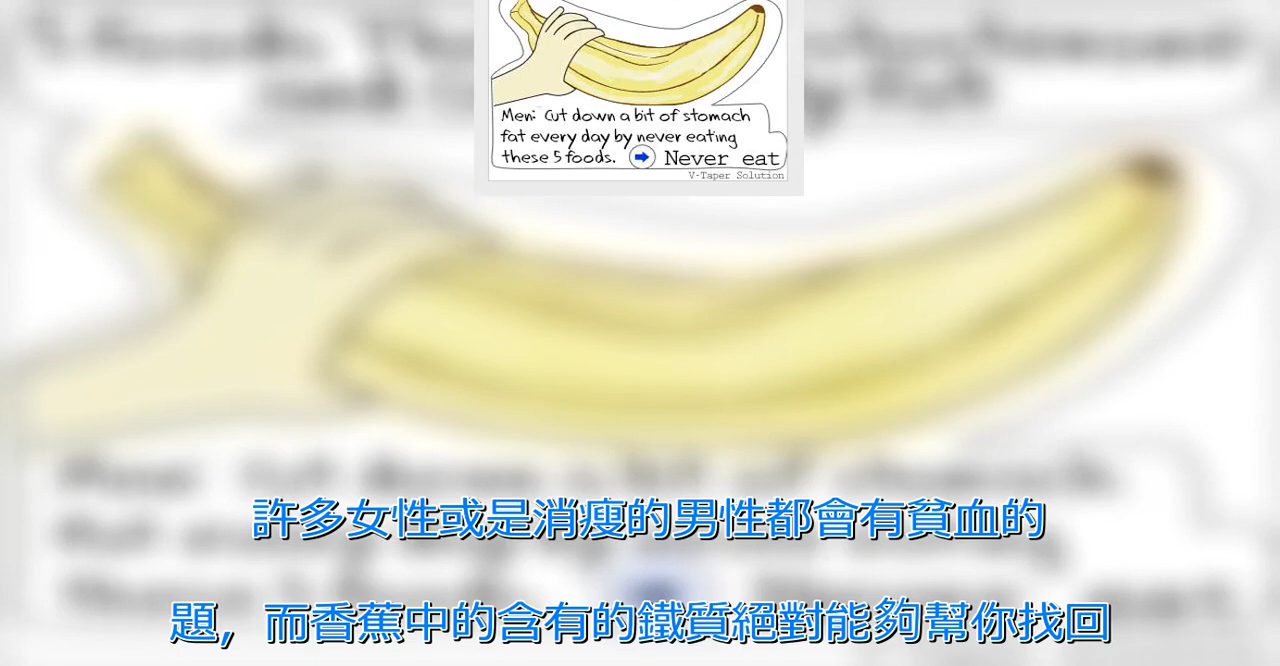 Men: Cut down a bit of stomach
fat every day by never eating
these 5 foods. Never eat
V-Taper Solution
許多女性或是消瘦的男性都會有貧血的
題，而香蕉中的含有的鐵質絕對能夠幫你找回